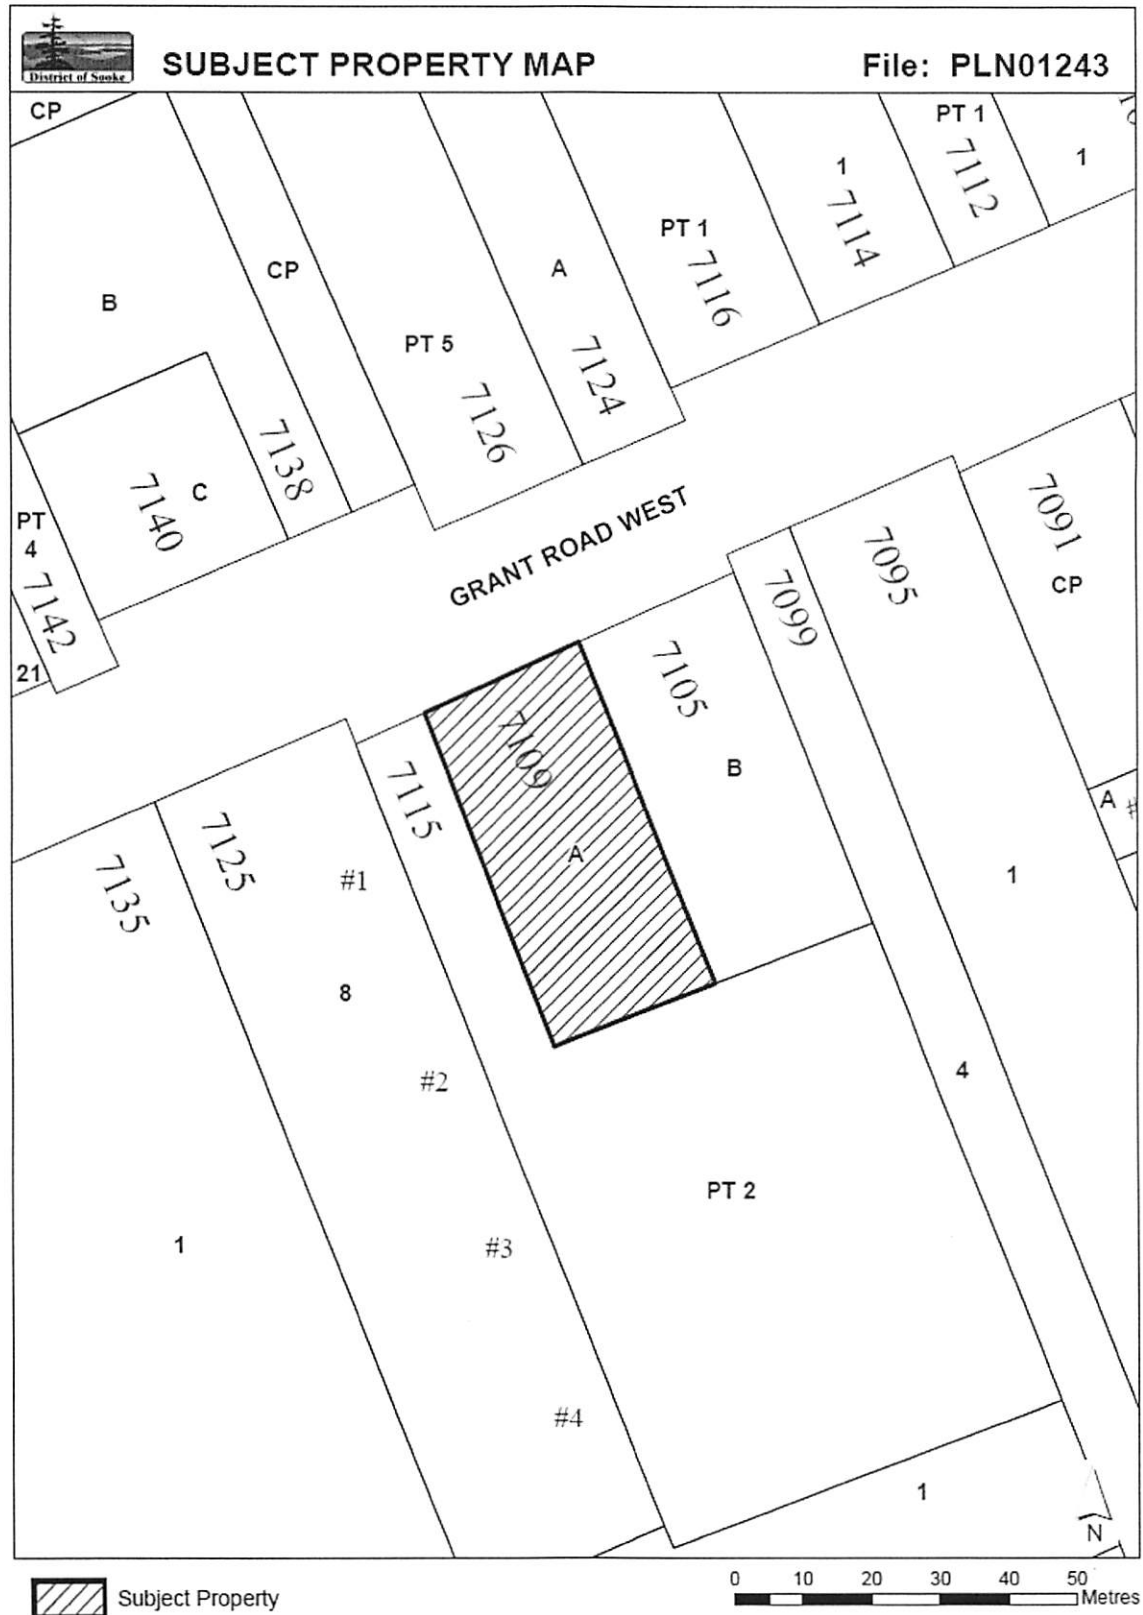 District of Sooke
SUBJECT PROPERTY MAP
File: PLN01243
CP
PT 1
7112
1
1
7114
PT 1
7116
A
7124
CP
B
PT 5
7126
7138
C
7140
PT
4
7142
21
GRANT ROAD WEST
7091
CP
7095
7099
7105
B
7109
A
7115
7125
7135
#1
8
A
#
1
#2
4
PT 2
1
#3
#4
1
N
Subject Property
0 10 20 30 40 50
Metres